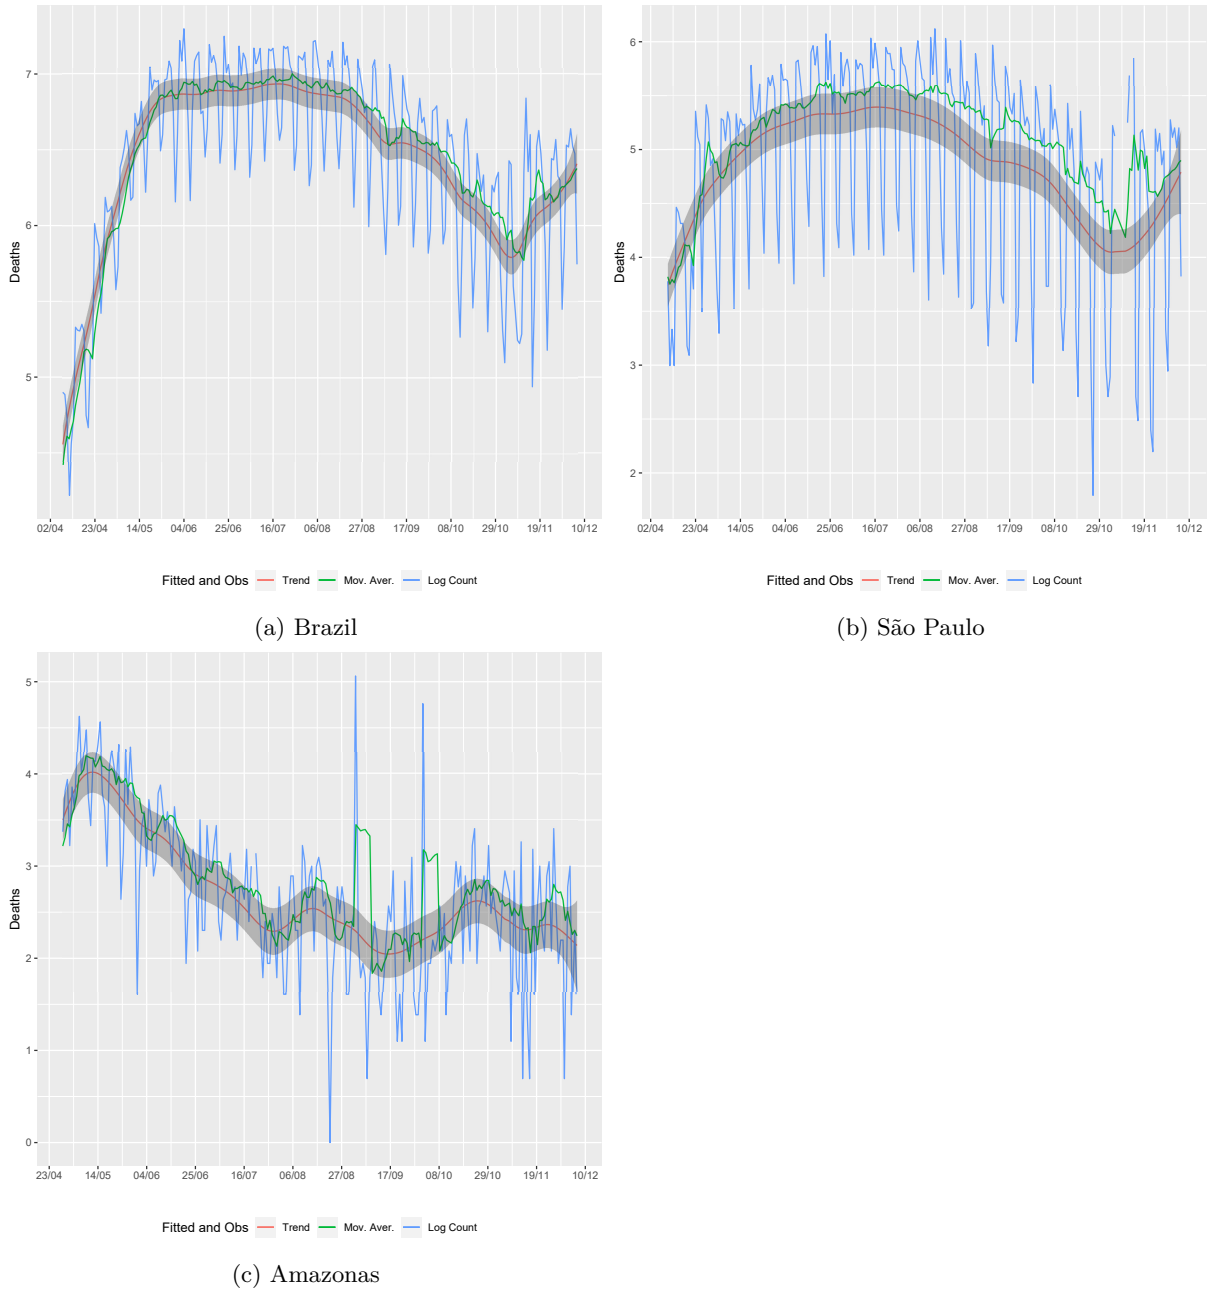 7
6
5
Deaths
02/04 23/04 14/05 04/06 25/06 16/07 06/08 27/08 17/09 08/10 29/10 19/11 10/12
Fitted and Obs Trend Mov. Aver. Log Count
(a) Brazil
6
5
4
3
2
Deaths
02/04 23/04 14/05 04/06 25/06 16/07 06/08 27/08 17/09 08/10 29/10 19/11 10/12
Fitted and Obs Trend Mov. Aver. Log Count
(b) São Paulo
5
4
3
2
1
0
Deaths
23/04 14/05 04/06 25/06 16/07 06/08 27/08 17/09 08/10 29/10 19/11 10/12
Fitted and Obs Trend Mov. Aver. Log Count
(c) Amazonas